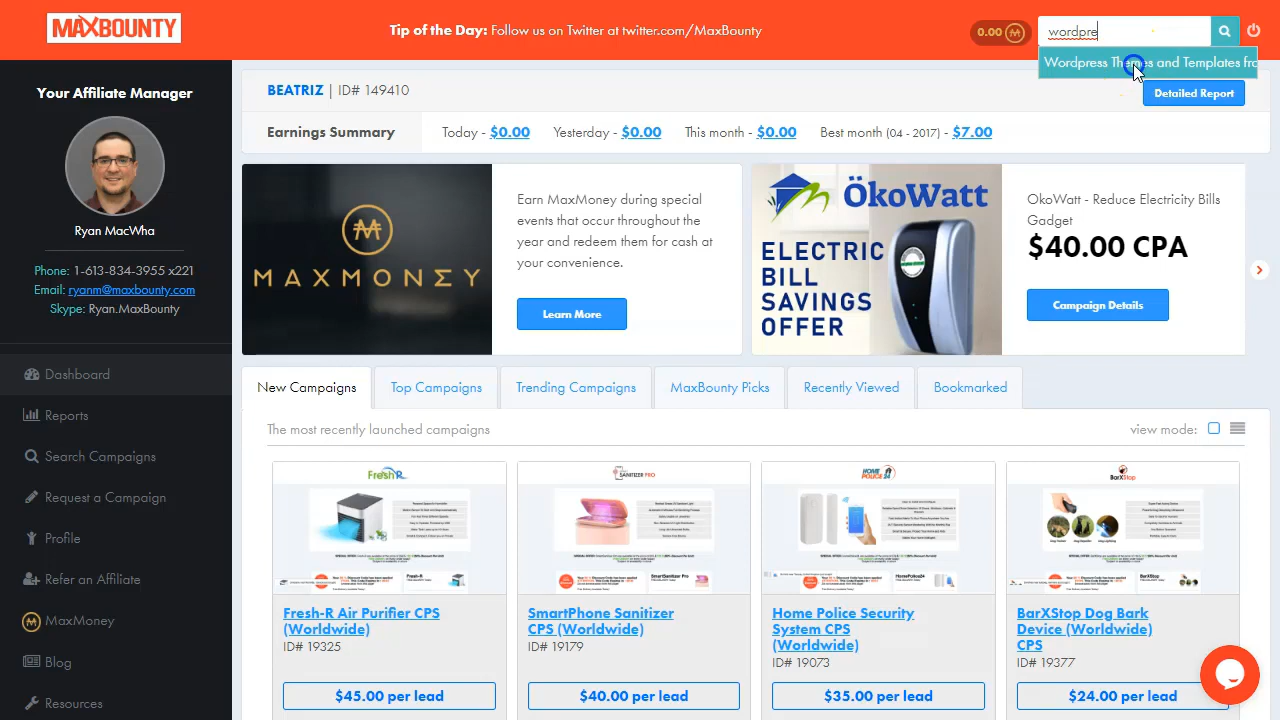 MAXBOUNTY
Tip of the Day: Follow us on Twitter at twitter.com/MaxBounty
0.00
wordpre
Wordpress Themes and Templates fro
Your Affiliate Manager
Ryan MacWha
Phone: 1-613-834-3955 x221
Email: ryanm@maxbounty.com
Skype: Ryan.MaxBounty
Dashboard
Reports
Search Campaigns
Request a Campaign
Profile
Refer an Affiliate
MaxMoney
Blog
Resources
BEATRIZ | ID# 149410
Detailed Report
Earnings Summary
Today - $0.00 Yesterday - $0.00 This month - $0.00 Best month (04 - 2017) - $7.00
MAXMONEY
Earn MaxMoney during special
events that occur throughout the
year and redeem them for cash at
your convenience.
Learn More
ÖkoWatt
ELECTRIC
BILL
SAVINGS
OFFER
OkoWatt - Reduce Electricity Bills
Gadget
$40.00 CPA
Campaign Details
New Campaigns Top Campaigns Trending Campaigns MaxBounty Picks Recently Viewed Bookmarked
The most recently launched campaigns
view mode:
Fresh-R Air Purifier CPS
(Worldwide)
ID# 19325
$45.00 per lead
SmartPhone Sanitizer
CPS (Worldwide)
ID# 19179
$40.00 per lead
Home Police Security
System CPS
(Worldwide)
ID# 19073
$35.00 per lead
BarXStop Dog Bark
Device (Worldwide)
CPS
ID# 19377
$24.00 per lead